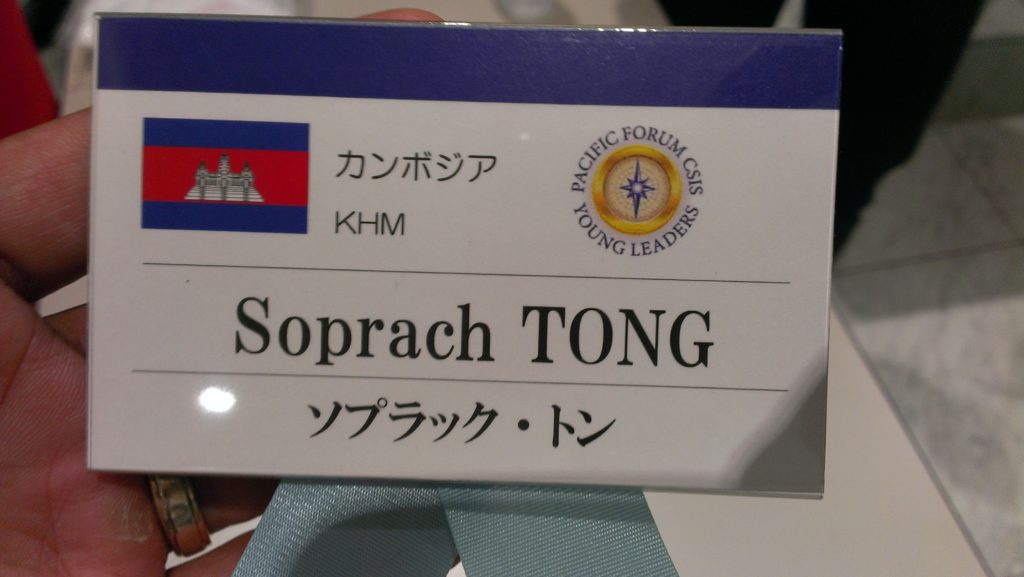 カンボジア
KHM
PACIFIC FORUM CSIS
YOUNG LEADERS
Soprach TONG
ソプラック・トン